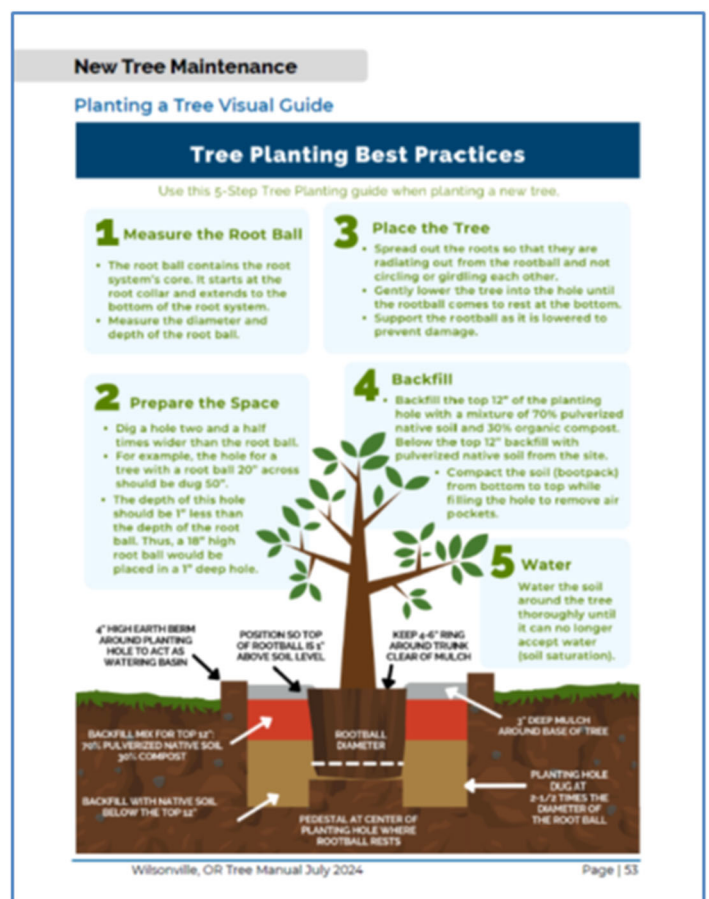 New Tree Maintenance
Planting a Tree Visual Guide
Tree Planting Best Practices
Use this 5-Step Tree Planting guide when planting a new tree.
1 Measure the Root Ball
• The root ball contains the root
system's core. It starts at the
root collar and extends to the
bottom of the root system.
• Measure the diameter and
depth of the root ball.
2 Prepare the Space
• Dig a hole two and a half
times wider than the root ball.
• For example, the hole for a
tree with a root ball 20" across
should be dug 50".
• The depth of this hole
should be 1" less than
the depth of the root
ball. Thus, a 18" high
root ball would be
placed in a 1" deep hole.
3 Place the Tree
• Spread out the roots so that they are
radiating out from the rootball and not
circling or girdling each other.
• Gently lower the tree into the hole until
the rootball comes to rest at the bottom.
• Support the rootball as it is lowered to
prevent damage.
4 Backfill
• Backfill the top 12" of the planting
hole with a mixture of 70% pulverized
native soil and 30% organic compost.
Below the top 12" backfill with
pulverized native soil from the site.
• Compact the soil (bootpack)
from bottom to top while
filling the hole to remove air
pockets.
5 Water
Water the soil
around the tree
thoroughly until
it can no longer
accept water
(soil saturation).
4" HIGH EARTH BERM
AROUND PLANTING
HOLE TO ACT AS
WATERING BASIN
POSITION SO TOP
OF ROOTBALL IS 1"
ABOVE SOIL LEVEL
KEEP 4-6" RING
AROUND TRUNK
CLEAR OF MULCH
BACKFILL MIX FOR TOP 12":
70% PULVERIZED NATIVE SOIL
30% COMPOST
ROOTBALL
DIAMETER
3" DEEP MULCH
AROUND BASE OF TREE
BACKFILL WITH NATIVE SOIL
BELOW THE TOP 12"
PEDESTAL AT CENTER OF
PLANTING HOLE WHERE
ROOTBALL RESTS
PLANTING HOLE
DUG AT
2-1/2 TIMES THE
DIAMETER OF
THE ROOT BALL
Wilsonville, OR Tree Manual July 2024
Page | 53